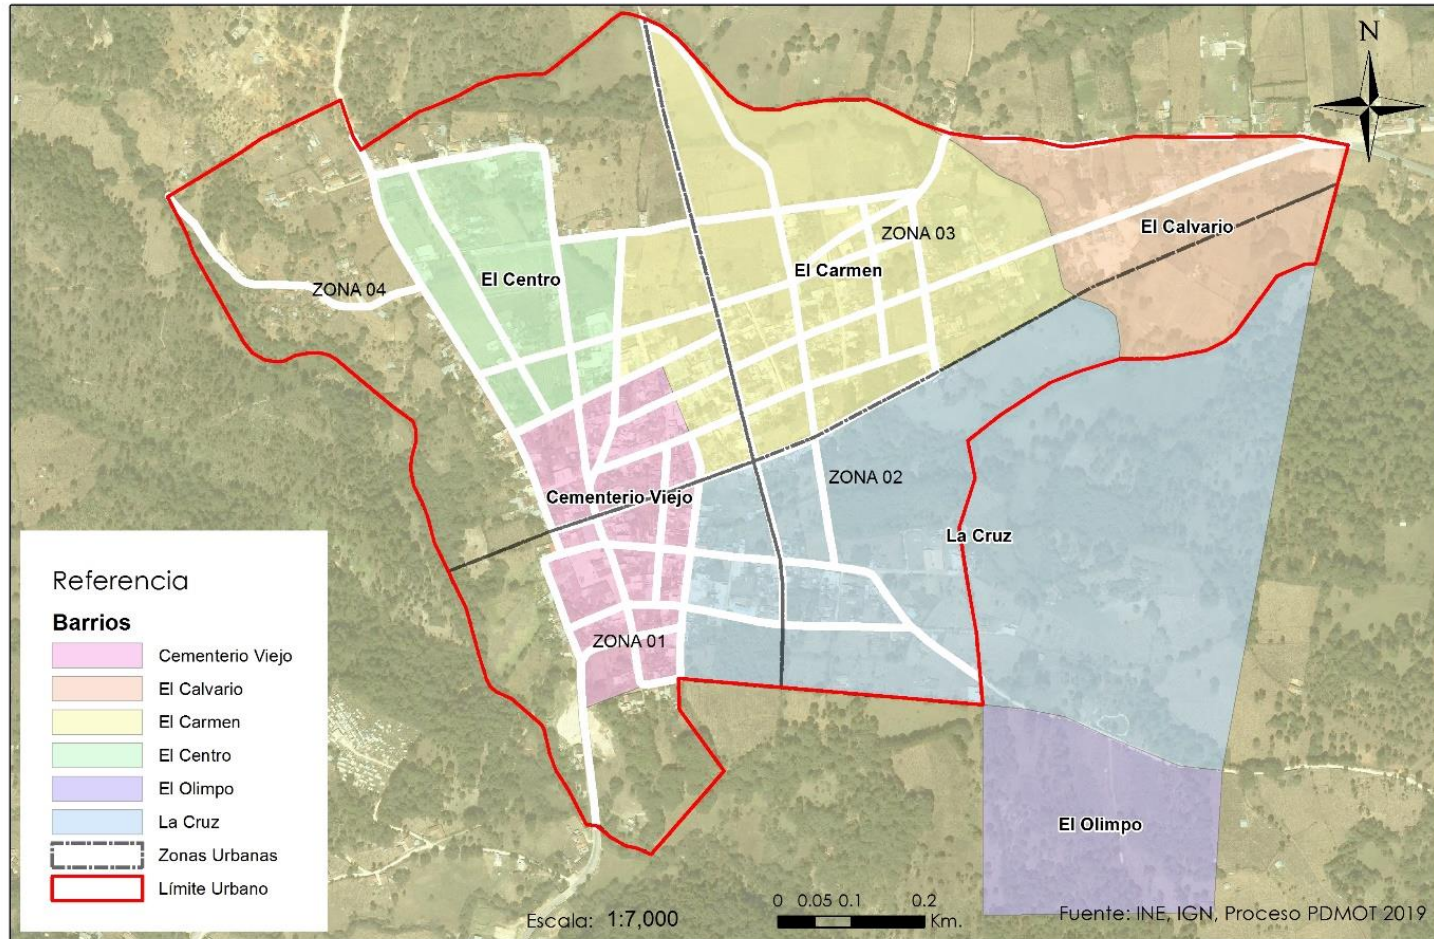 N
El Calvario
ZONA 03
El Carmen
El Centro
ZONA 04
ZONA 02
Cementerio Viejo
La Cruz
ZONA 01
El Olimpo
Referencia
Barrios
Cementerio Viejo
El Calvario
El Carmen
El Centro
El Olimpo
La Cruz
Zonas Urbanas
Límite Urbano
Escala: 1:7,000
0 0.05 0.1 0.2
Km.
Fuente: INE, IGN, Proceso PDMOT 2019